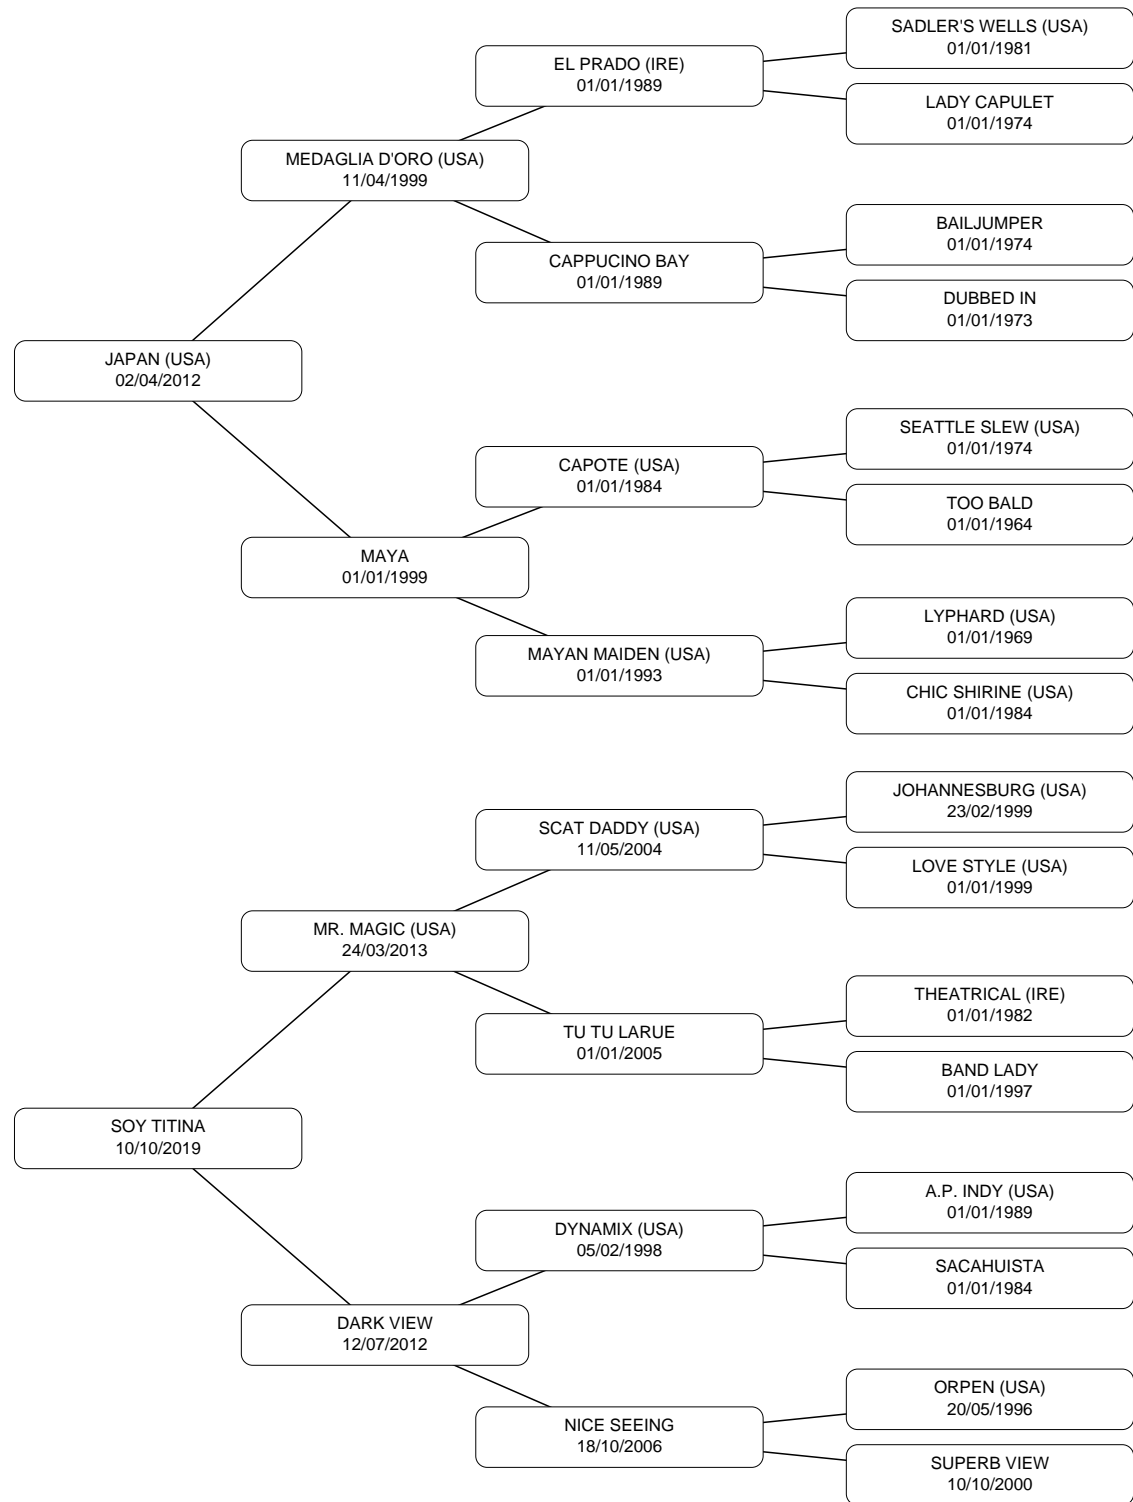 SADLER'S WELLS (USA)
01/01/1981
EL PRADO (IRE)
01/01/1989
LADY CAPULET
01/01/1974
MEDAGLIA D'ORO (USA)
11/04/1999
BAILJUMPER
01/01/1974
CAPPUCINO BAY
01/01/1989
DUBBED IN
01/01/1973
JAPAN (USA)
02/04/2012
SEATTLE SLEW (USA)
01/01/1974
CAPOTE (USA)
01/01/1984
TOO BALD
01/01/1964
MAYA
01/01/1999
LYPHARD (USA)
01/01/1969
MAYAN MAIDEN (USA)
01/01/1993
CHIC SHIRINE (USA)
01/01/1984
JOHANNESBURG (USA)
23/02/1999
SCAT DADDY (USA)
11/05/2004
LOVE STYLE (USA)
01/01/1999
MR. MAGIC (USA)
24/03/2013
THEATRICAL (IRE)
01/01/1982
TU TU LARUE
01/01/2005
BAND LADY
01/01/1997
SOY TITINA
10/10/2019
A.P. INDY (USA)
01/01/1989
DYNAMIX (USA)
05/02/1998
SACAHUISTA
01/01/1984
DARK VIEW
12/07/2012
ORPEN (USA)
20/05/1996
NICE SEEING
18/10/2006
SUPERB VIEW
10/10/2000